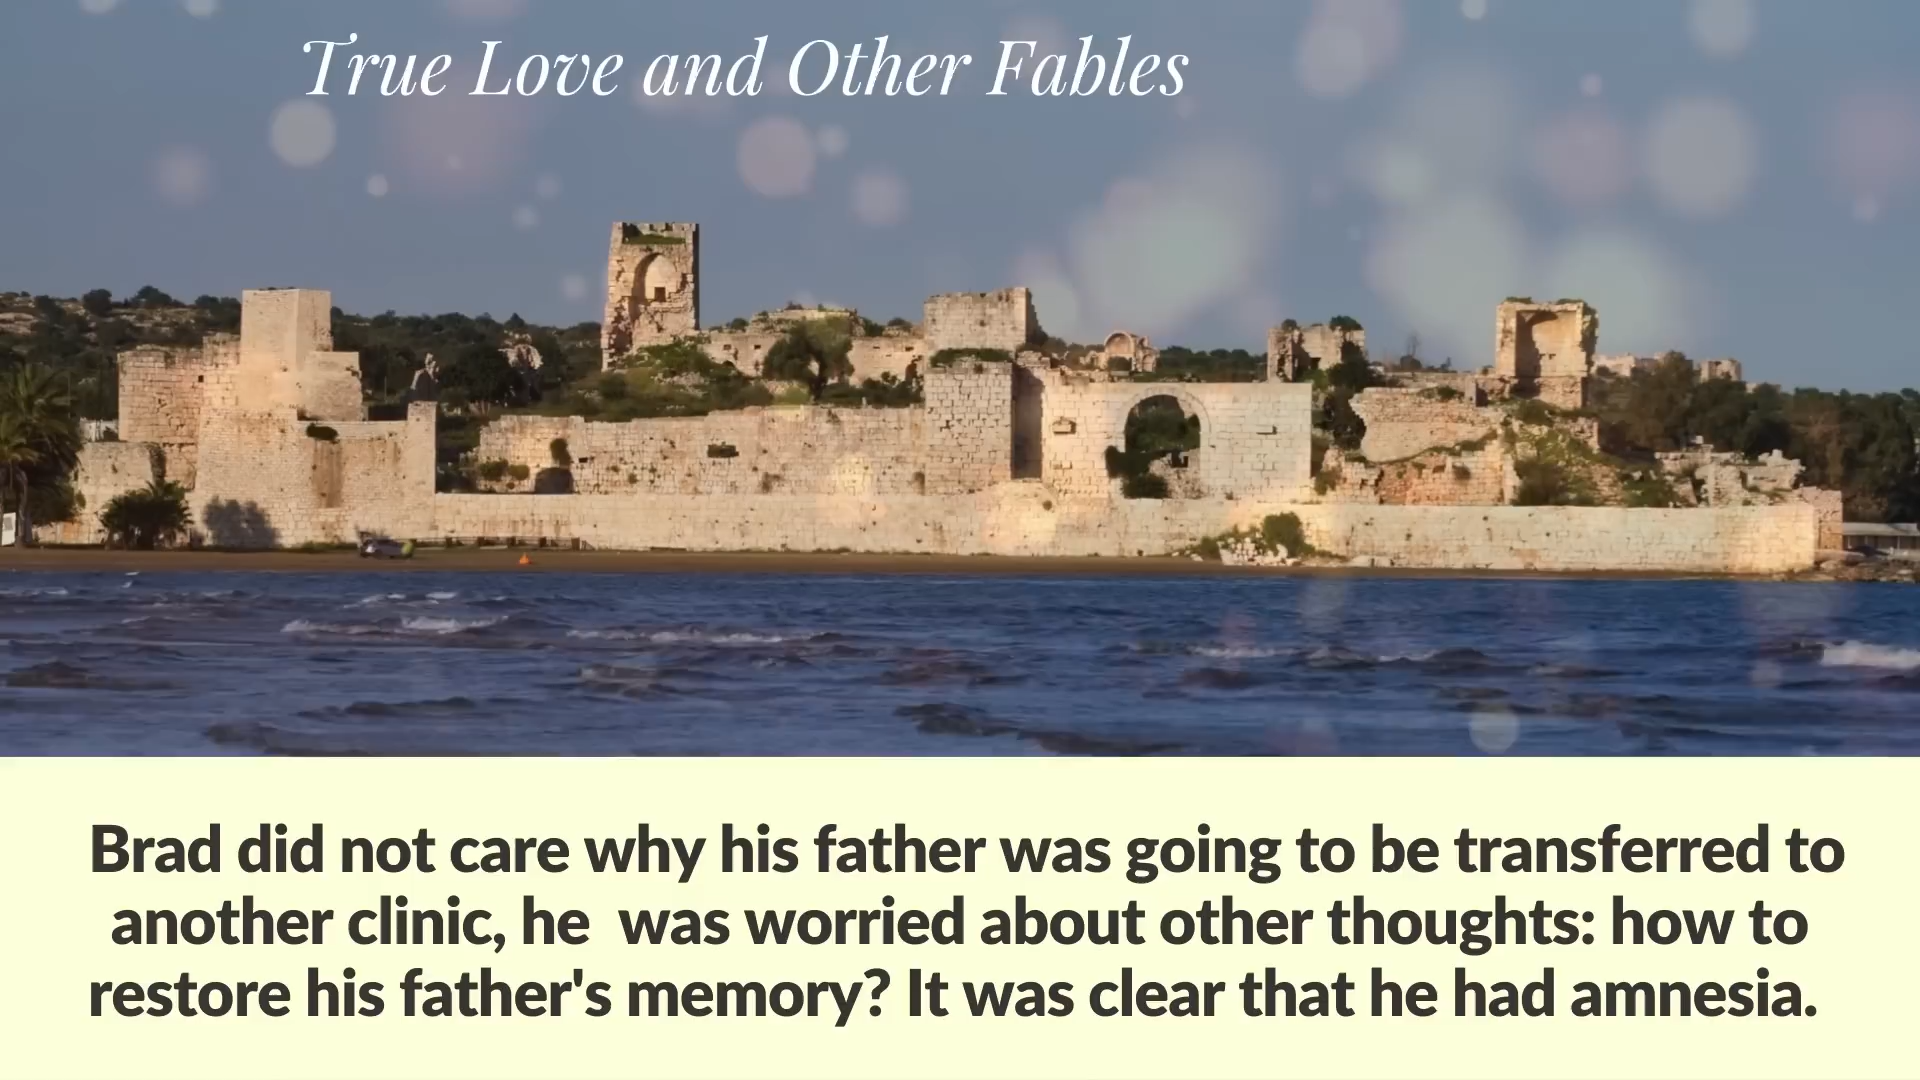 True Love and Other Fables
Brad did not care why his father was going to be transferred to
another clinic, he  was worried about other thoughts: how to
restore his father's memory? It was clear that he had amnesia.